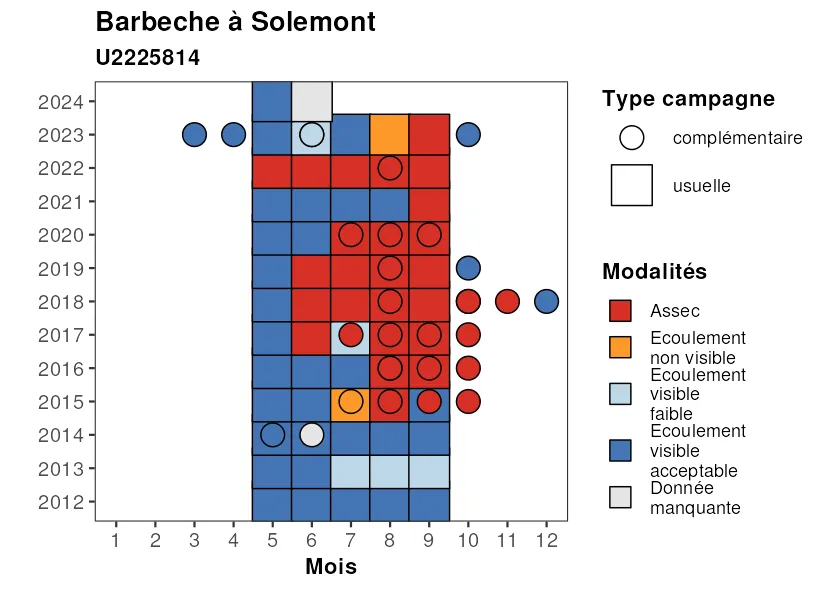 Barbeche à Solemont
U2225814
2024
2023
2022
2021
2020
2019
2018
2017
2016
2015
2014
2013
2012
1 2 3 4 5 6 7 8 9 10 11 12
Mois
Type campagne
complémentaire
usuelle
Modalités
Assec
Ecoulement
non visible
Ecoulement
visible
faible
Ecoulement
visible
acceptable
Donnée
manquante